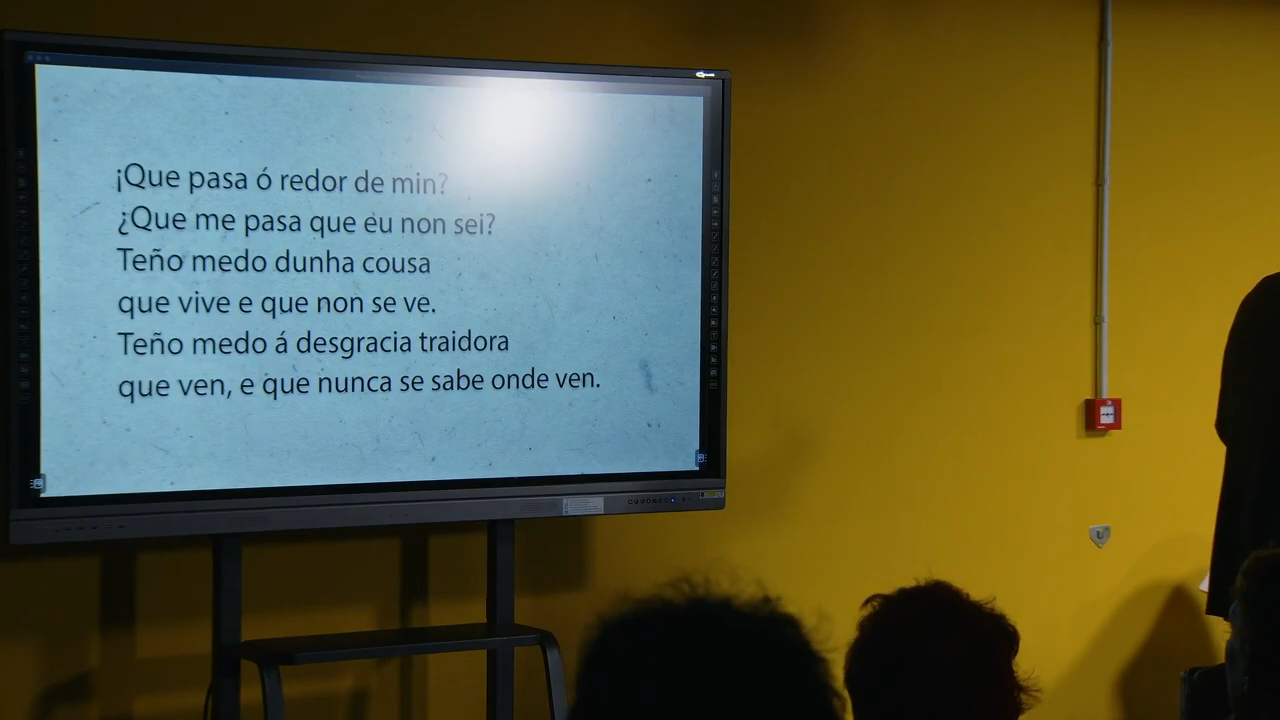 ¡Que pasa ó redor de min?
¿Que me pasa que eu non sei?
Teño medo dunha cousa
que vive e que non se ve.
Teño medo á desgracia traidora
que ven, e que nunca se sabe onde ven.